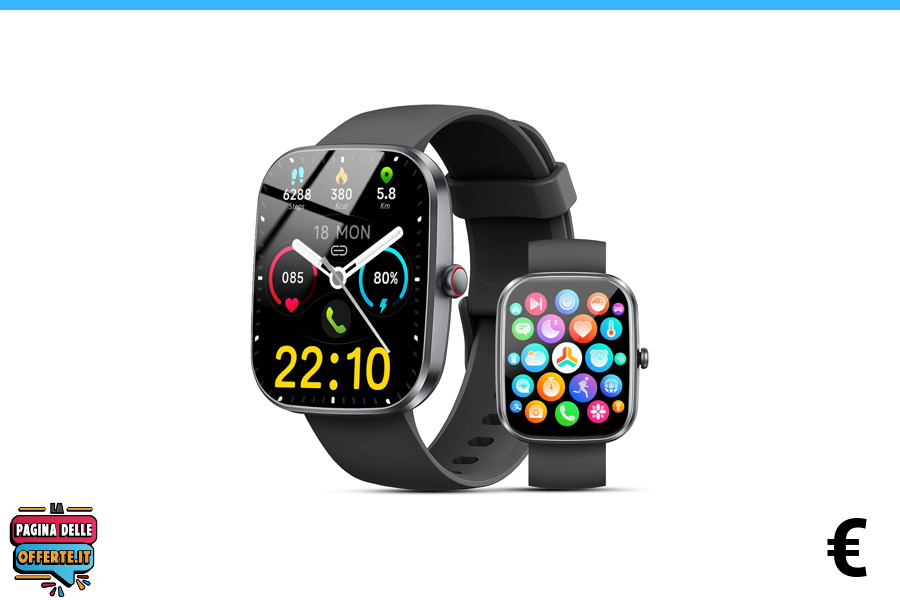 6288
Steps
380
Kcal
5.8
Km
18 MON
085
80%
22:10
LA
PAGINA DELLE
OFFERTE.IT
€